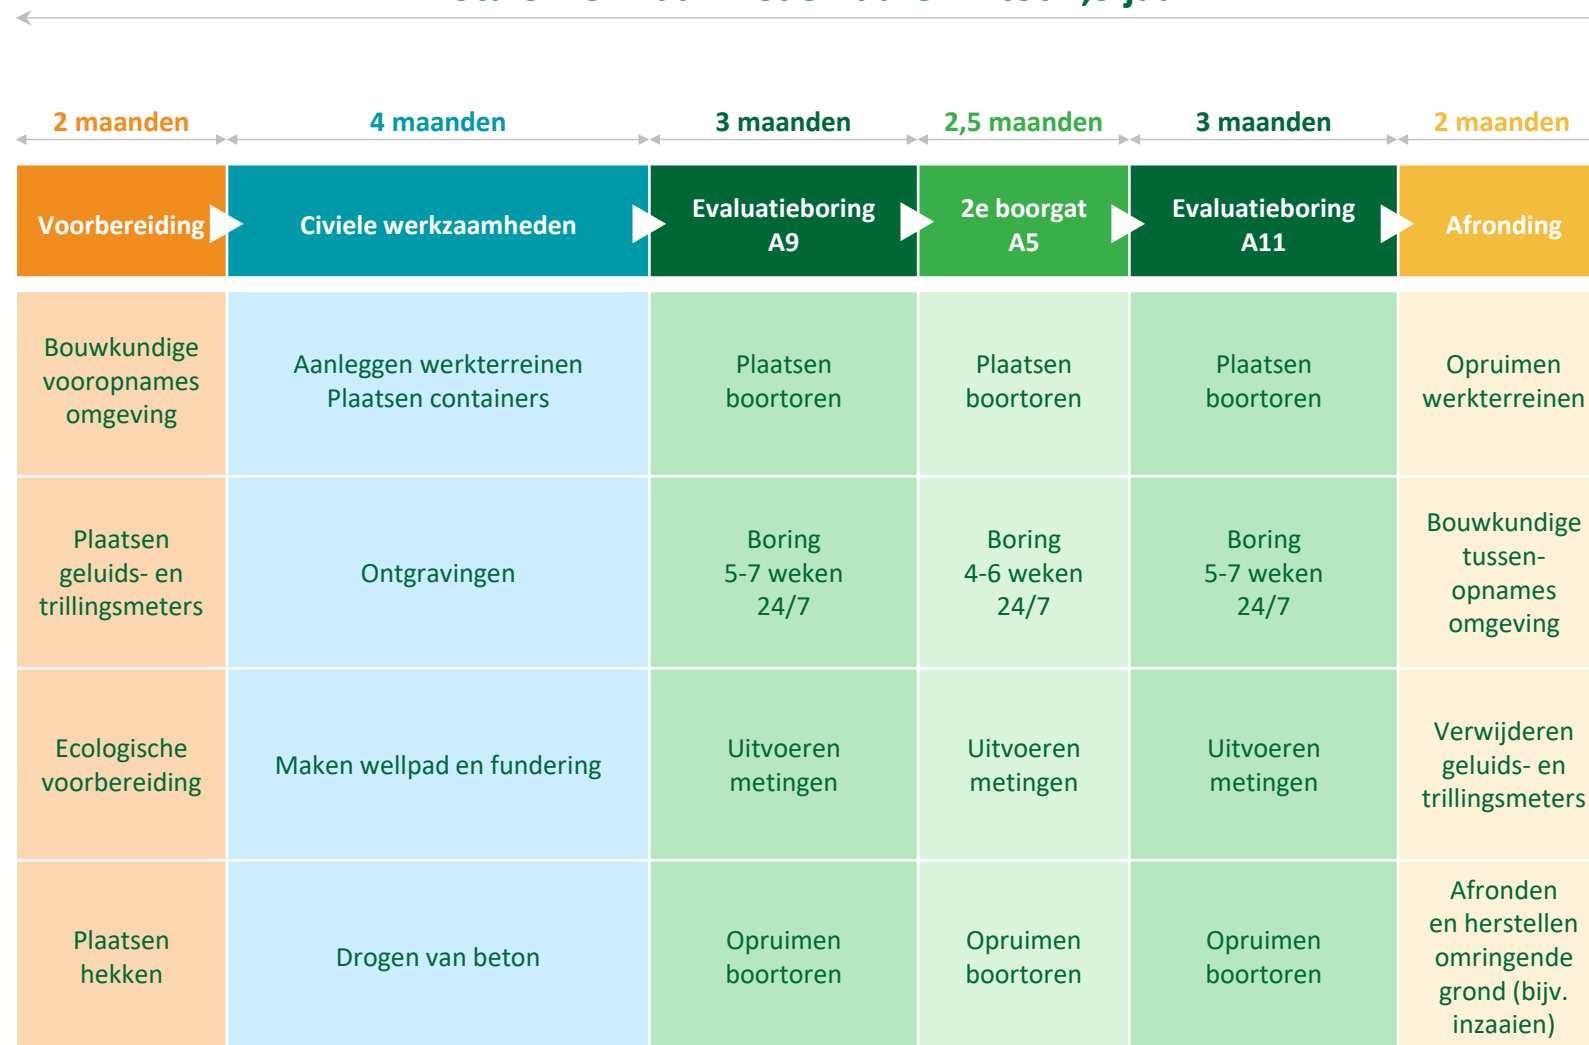 2 maanden
4 maanden
3 maanden
2,5 maanden
3 maanden
2 maanden
Voorbereiding
Civiele werkzaamheden
Evaluatieboring
A9
2e boorgat
A5
Evaluatieboring
A11
Afronding
Bouwkundige
vooropnames
omgeving
Aanleggen werkterreinen
Plaatsen containers
Plaatsen
boortoren
Plaatsen
boortoren
Plaatsen
boortoren
Opruimen
werkterreinen
Plaatsen
geluids- en
trillingsmeters
Ontgravingen
Boring
5-7 weken
24/7
Boring
4-6 weken
24/7
Boring
5-7 weken
24/7
Bouwkundige
tussen-
opnames
omgeving
Ecologische
voorbereiding
Maken wellpad en fundering
Uitvoeren
metingen
Uitvoeren
metingen
Uitvoeren
metingen
Verwijderen
geluids- en
trillingsmeters
Plaatsen
hekken
Drogen van beton
Opruimen
boortoren
Opruimen
boortoren
Opruimen
boortoren
Afronden
en herstellen
omringende
grond (bijv.
inzaaien)